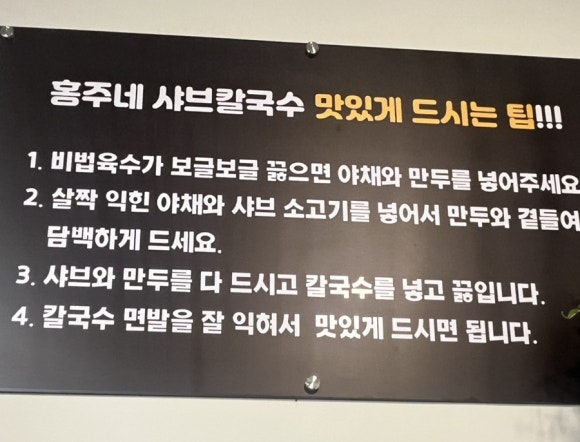 홍주네 샤브칼국수 맛있게 드시는 팁!!!
1. 비법육수가 보글보글 끓으면 야채와 만두를 넣어주세요
2. 살짝 익힌 야채와 샤브 소고기를 넣어서 만두와 곁들여
담백하게 드세요.
3. 샤브와 만두를 다 드시고 칼국수를 넣고 끓입니다.
4. 칼국수 면발을 잘 익혀서 맛있게 드시면 됩니다.